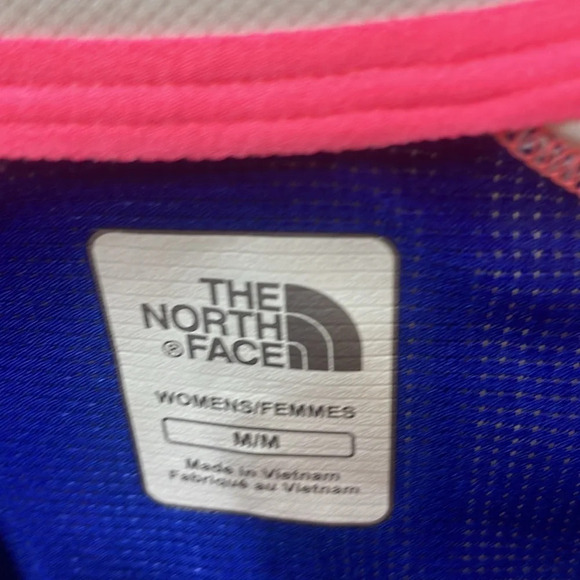 THE
NORTH
®FACE
WOMENS/FEMMES
M/M
Made in Vietnam
Fabriqué au Vietnam